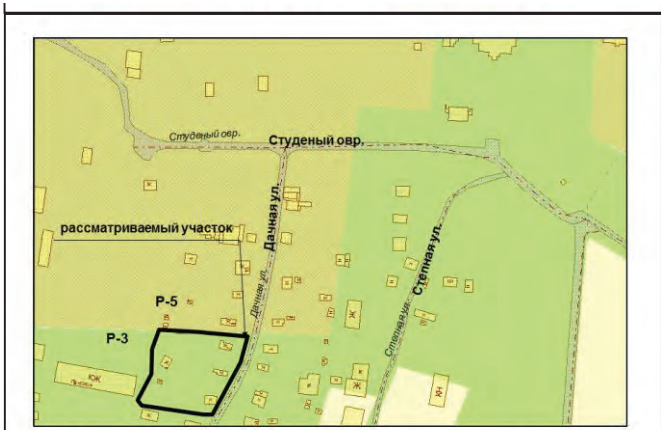 Студеный овр.
Студеный овр.
Дачная ул.
рассматриваемый участок
Степная ул.
Дачная ул.
Р-5
Р-3
Степная ул.
Ж
Ж
Ж
КЖ
КН